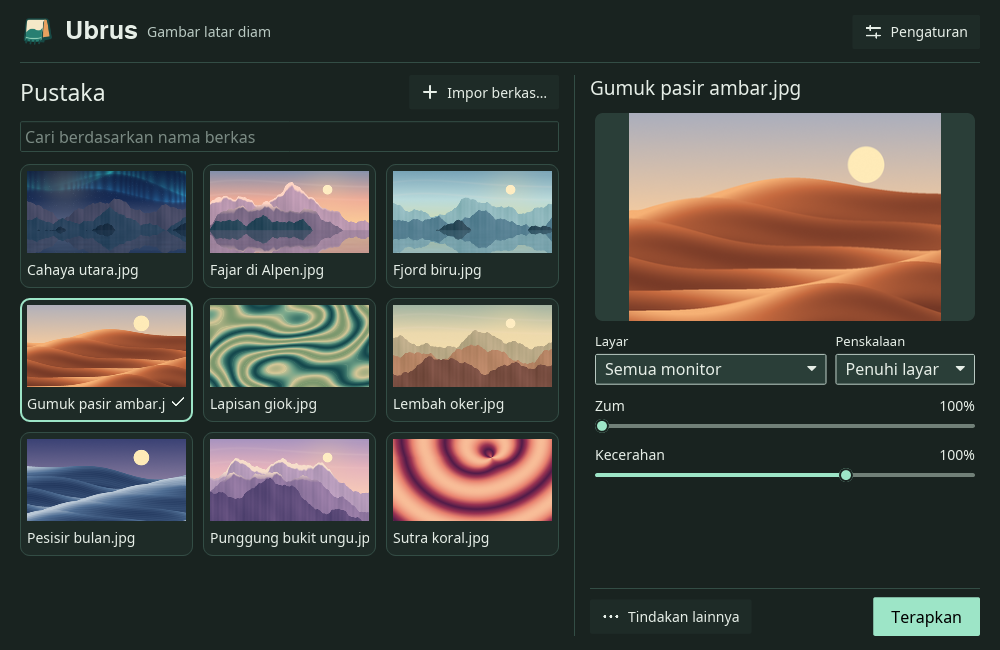 Ubrus
Gambar latar diam
Pengaturan
Pustaka
Impor berkas...
Cari berdasarkan nama berkas
Cahaya utara.jpg
Fajar di Alpen.jpg
Fjord biru.jpg
Gumuk pasir ambar.j
Lapisan giok.jpg
Lembah oker.jpg
Pesisir bulan.jpg
Punggung bukit ungu.jp
Sutra koral.jpg
Gumuk pasir ambar.jpg
Layar
Penskalaan
Semua monitor
Penuhi layar
Zum
100%
Kecerahan
100%
Tindakan lainnya
Terapkan